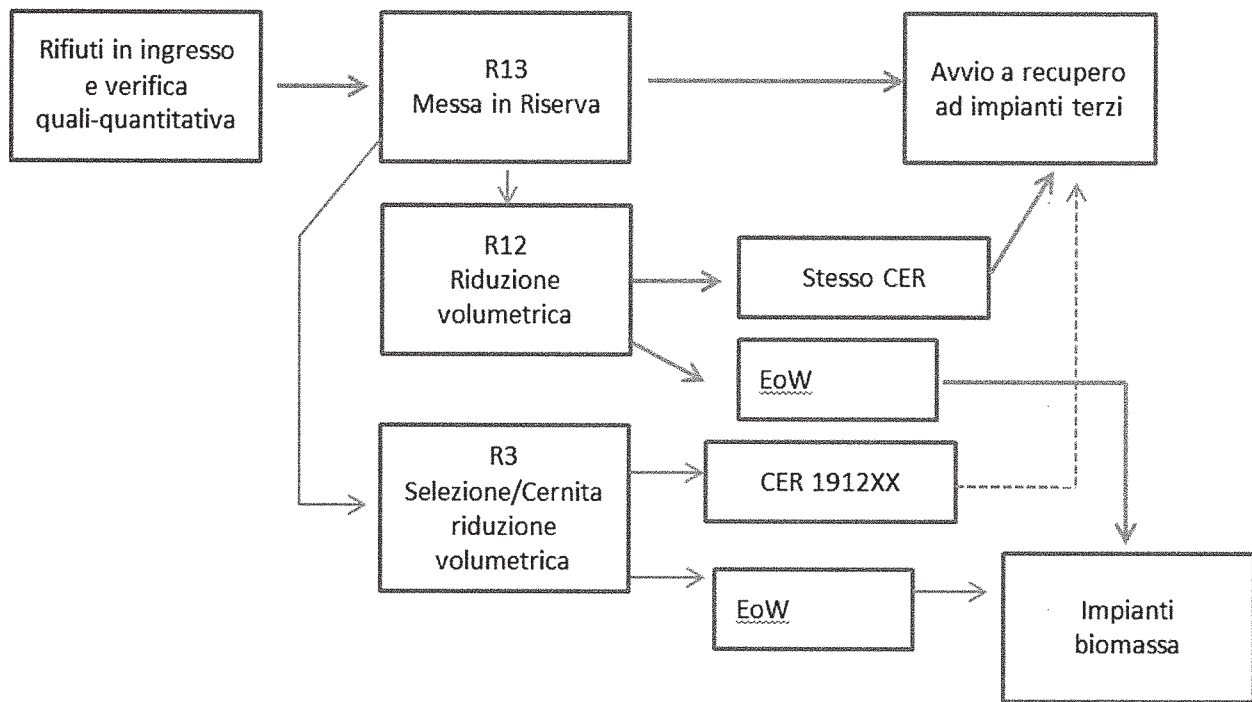 Rifiuti in ingresso
e verifica
quali-quantitativa
R13
Messa in Riserva
Avvio a recupero
ad impianti terzi
R12
Riduzione
volumetrica
Stesso CER
EoW
R3
Selezione/Cernita
riduzione
volumetrica
CER 1912XX
EoW
Impianti
biomassa